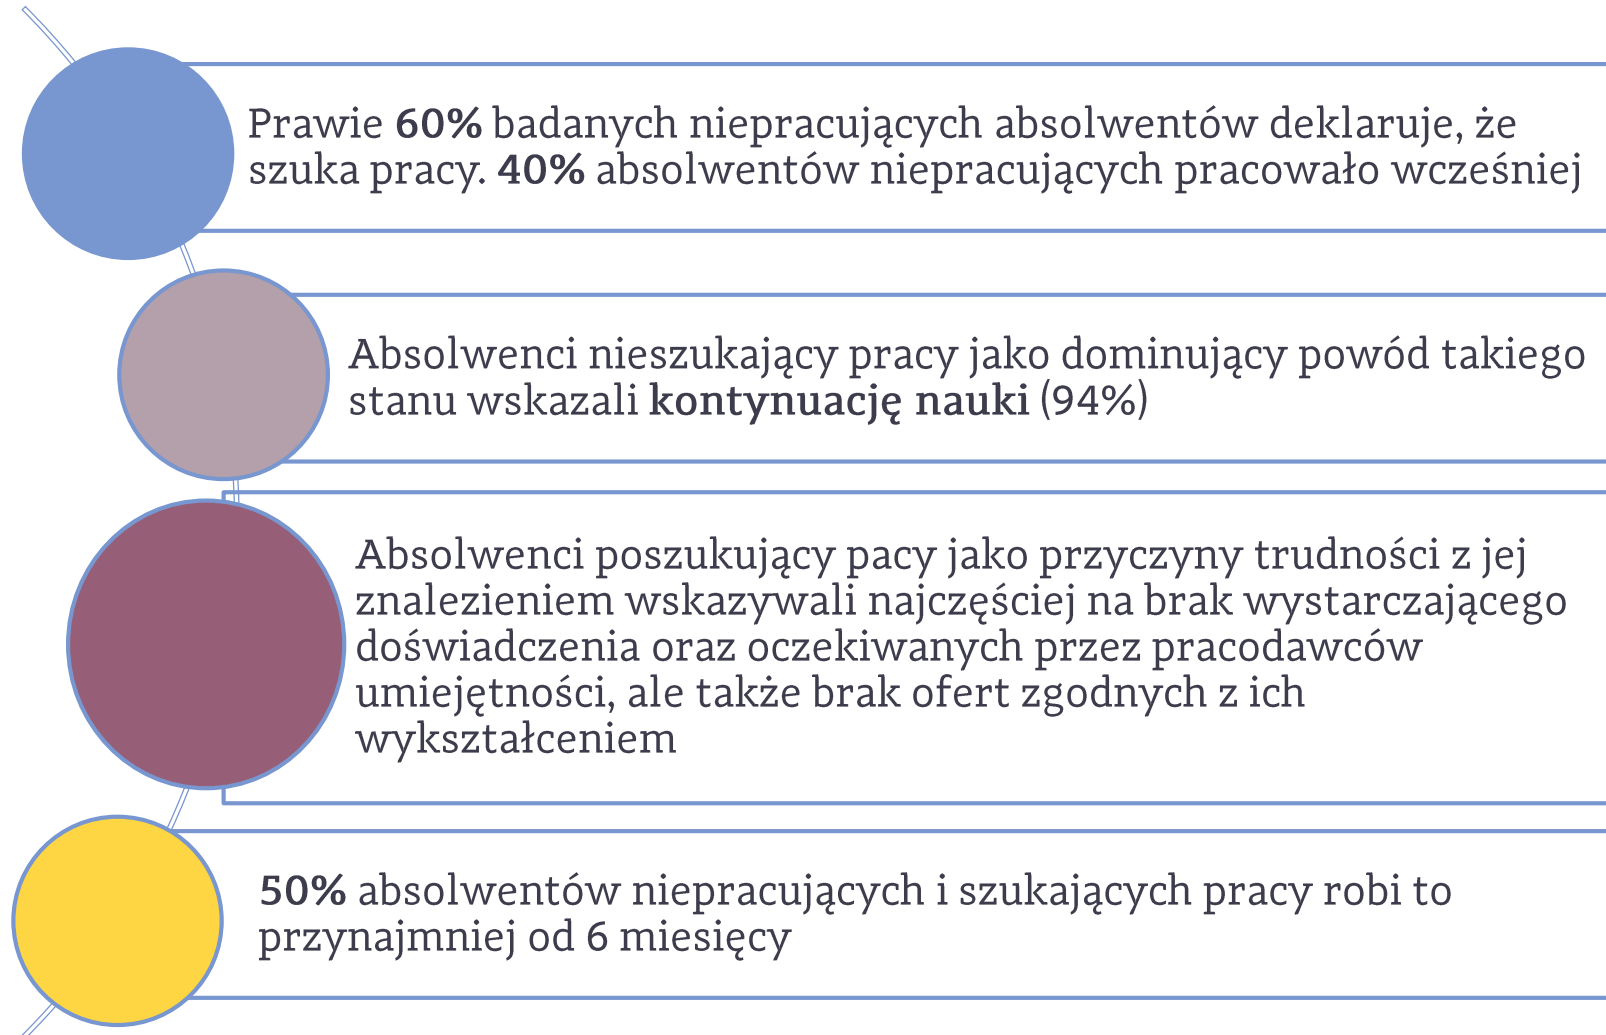 Prawie 60% badanych niepracujących absolwentów deklaruje, że
szuka pracy. 40% absolwentów niepracujących pracowało wcześniej
Absolwenci nieszukający pracy jako dominujący powód takiego
stanu wskazali kontynuację nauki (94%)
Absolwenci poszukujący pacy jako przyczyny trudności z jej
znalezieniem wskazywali najczęściej na brak wystarczającego
doświadczenia oraz oczekiwanych przez pracodawców
umiejętności, ale także brak ofert zgodnych z ich
wykształceniem
50% absolwentów niepracujących i szukających pracy robi to
przynajmniej od 6 miesięcy